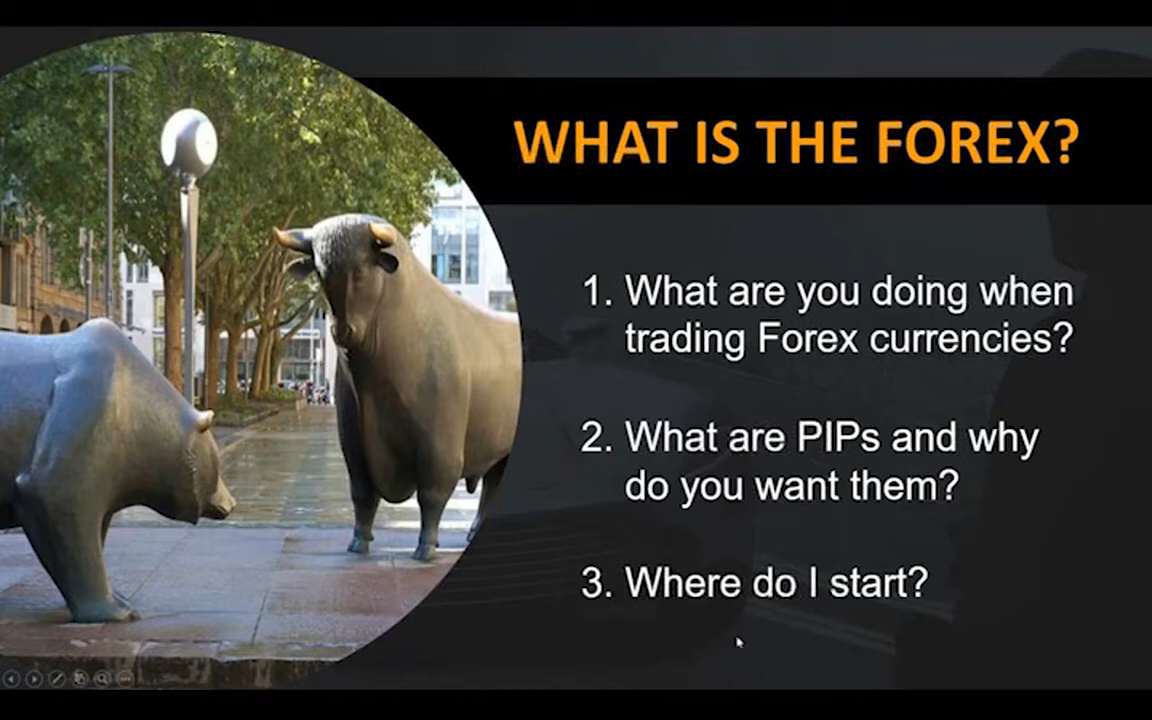 WHAT IS THE FOREX?
1. What are you doing when
trading Forex currencies?
2. What are PIPs and why
do you want them?
3. Where do I start?